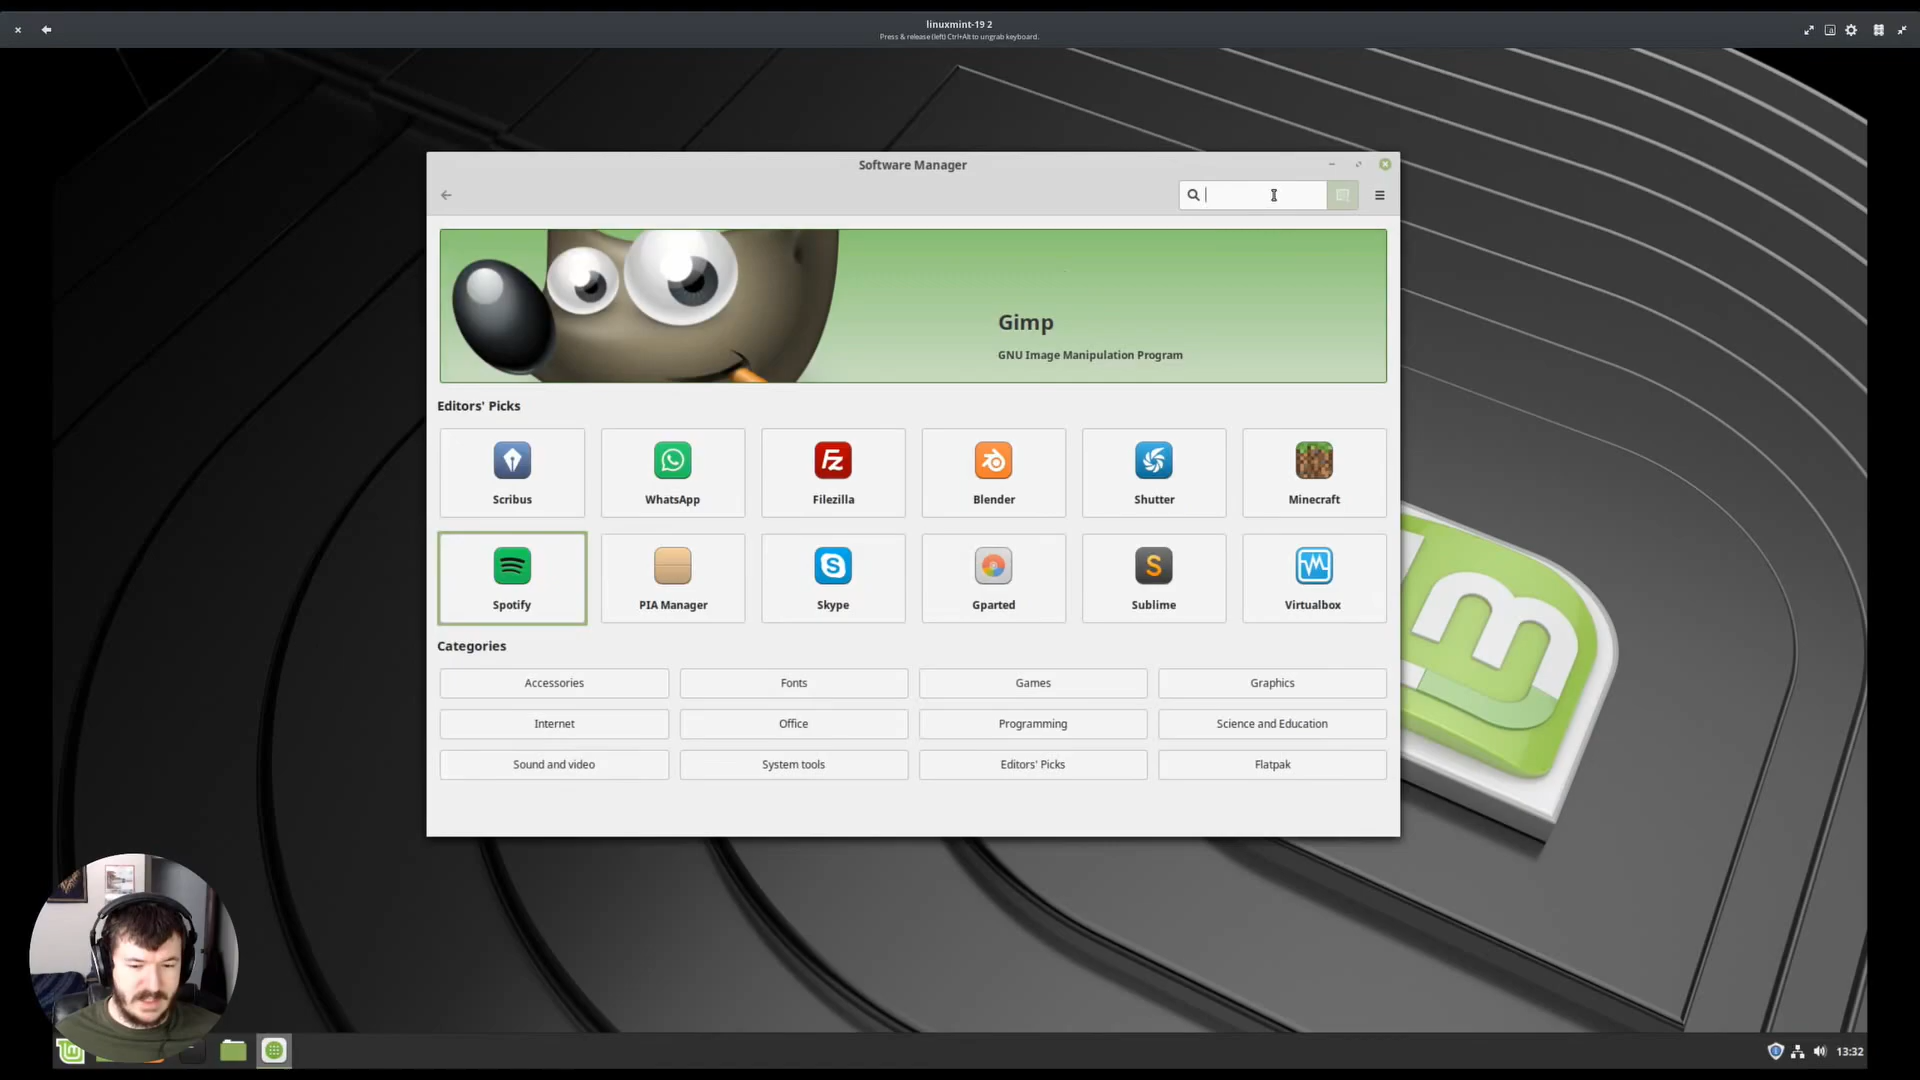 linuxmint-19 2
Press & release (left) Ctrl+Alt to ungrab keyboard.
Software Manager
Gimp
GNU Image Manipulation Program
Editors' Picks
Scribus
WhatsApp
Filezilla
Blender
Shutter
Minecraft
Spotify
PIA Manager
Skype
Gparted
Sublime
Virtualbox
Categories
Accessories
Fonts
Games
Graphics
Internet
Office
Programming
Science and Education
Sound and video
System tools
Editors' Picks
Flatpak
13:32